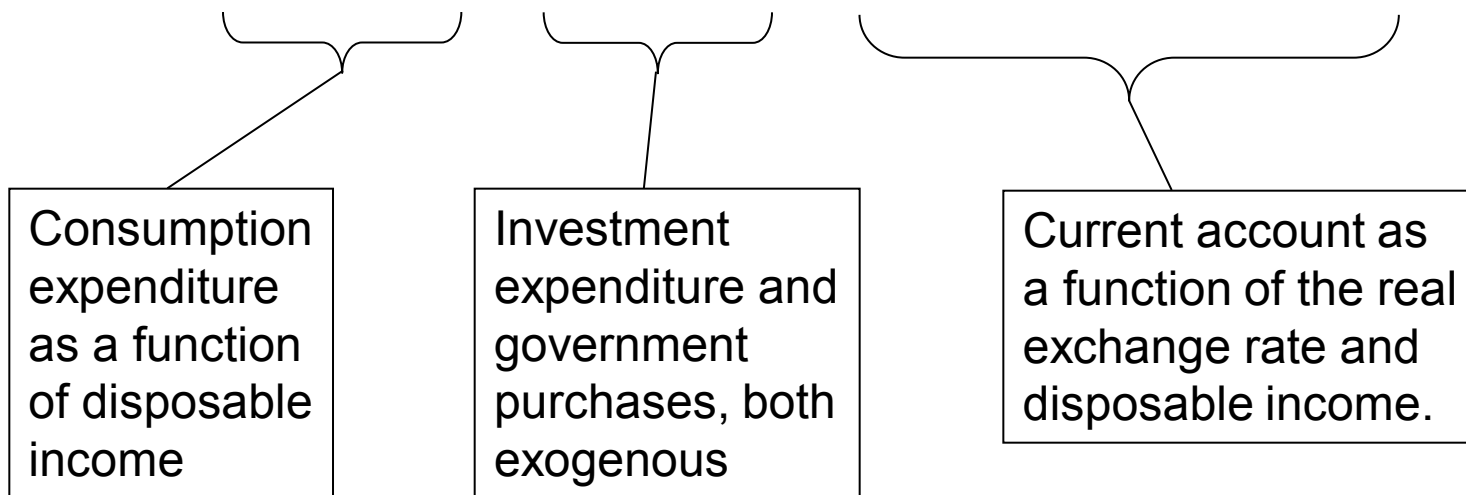 Consumption
expenditure
as a function
of disposable
income
Investment
expenditure and
government
purchases, both
exogenous
Current account as
a function of the real
exchange rate and
disposable income.